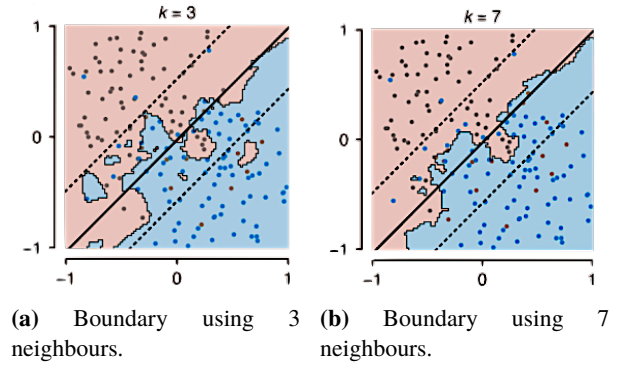 k = 3
1
0
−1
−1
0
1
k = 7
1
0
−1
−1
0
1
(a) Boundary using 3
neighbours.
(b) Boundary using 7
neighbours.